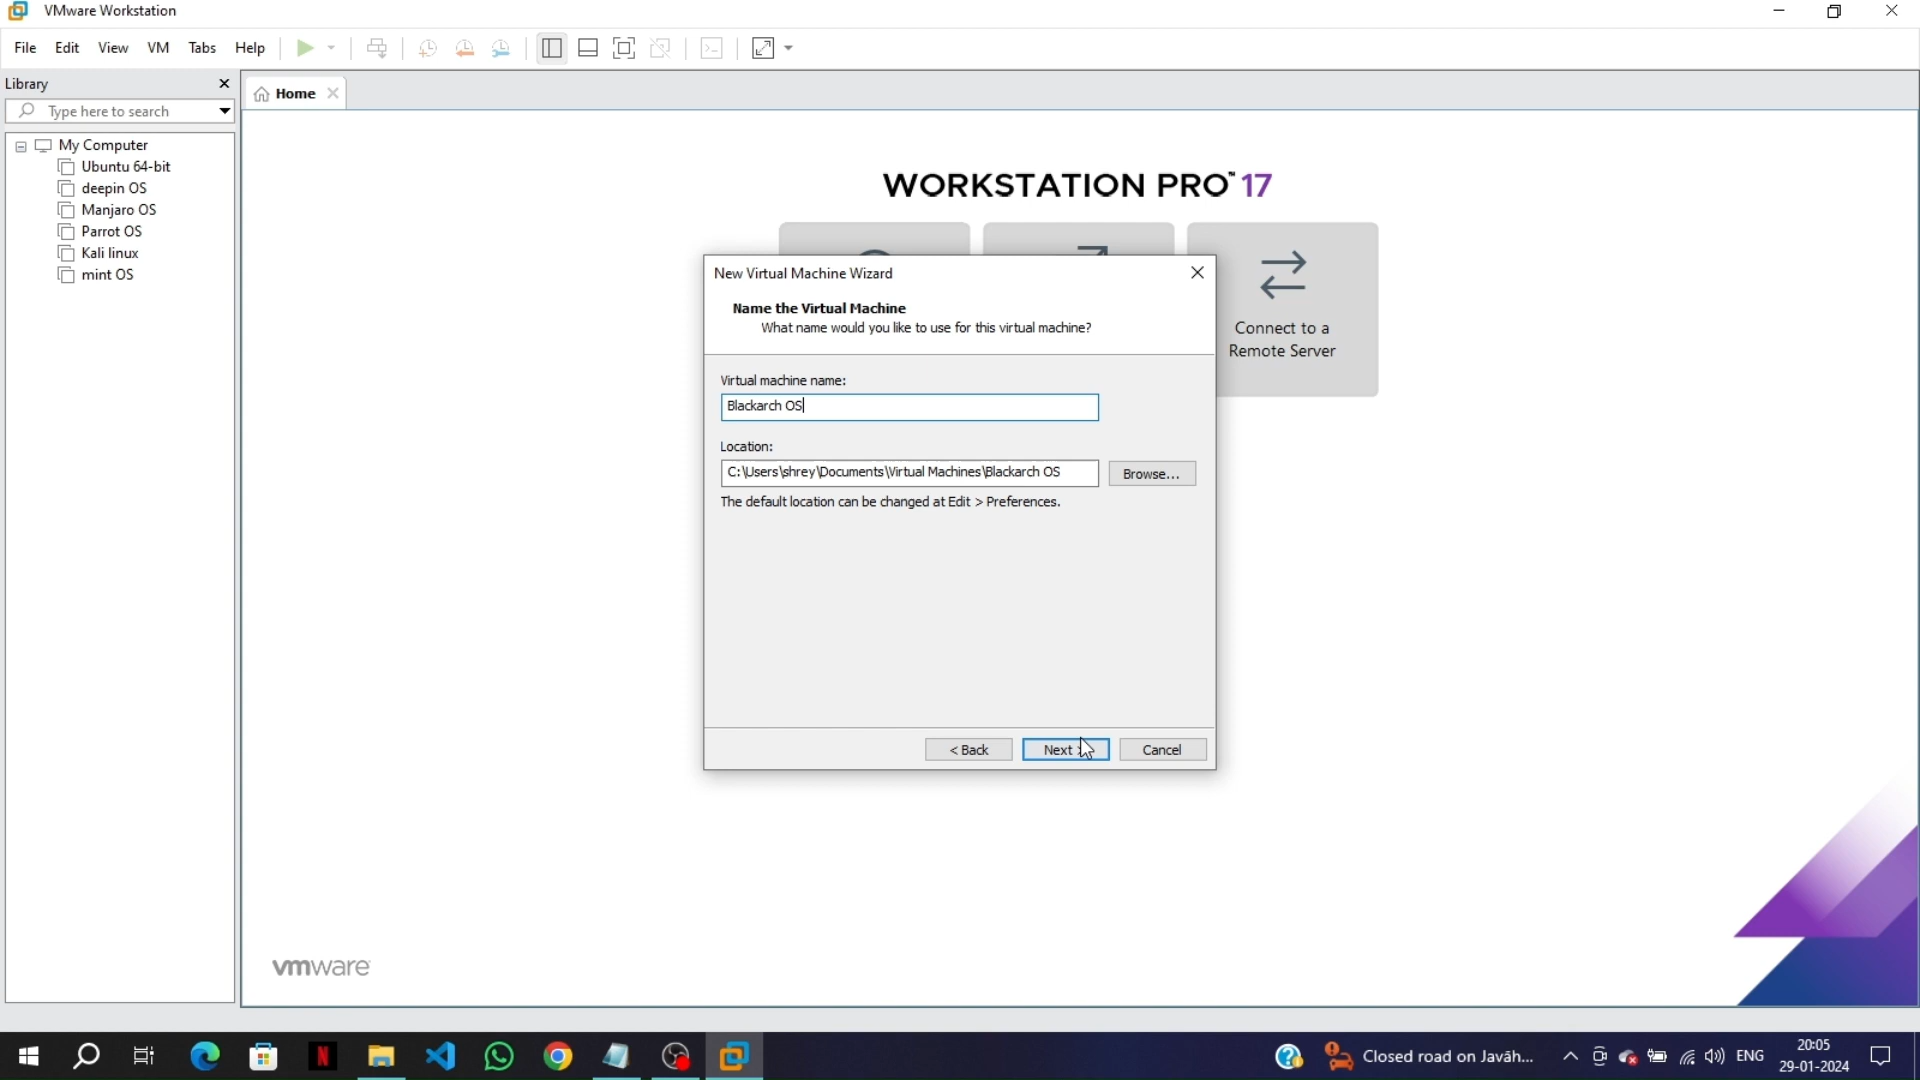 VMware Workstation
File Edit View VM Tabs Help
Library
Type here to search
Home
My Computer
Ubuntu 64-bit
deepin OS
Manjaro OS
Parrot OS
Kali linux
mint OS
WORKSTATION PRO™ 17
Connect to a
Remote Server
New Virtual Machine Wizard
Name the Virtual Machine
What name would you like to use for this virtual machine?
Virtual machine name:
Blackarch OS
Location:
C:\Users\shrey\Documents\Virtual Machines\Blackarch OS
Browse...
The default location can be changed at Edit > Preferences.
< Back Next > Cancel
vmware
Closed road on Javāh...
ENG
20:05
29-01-2024